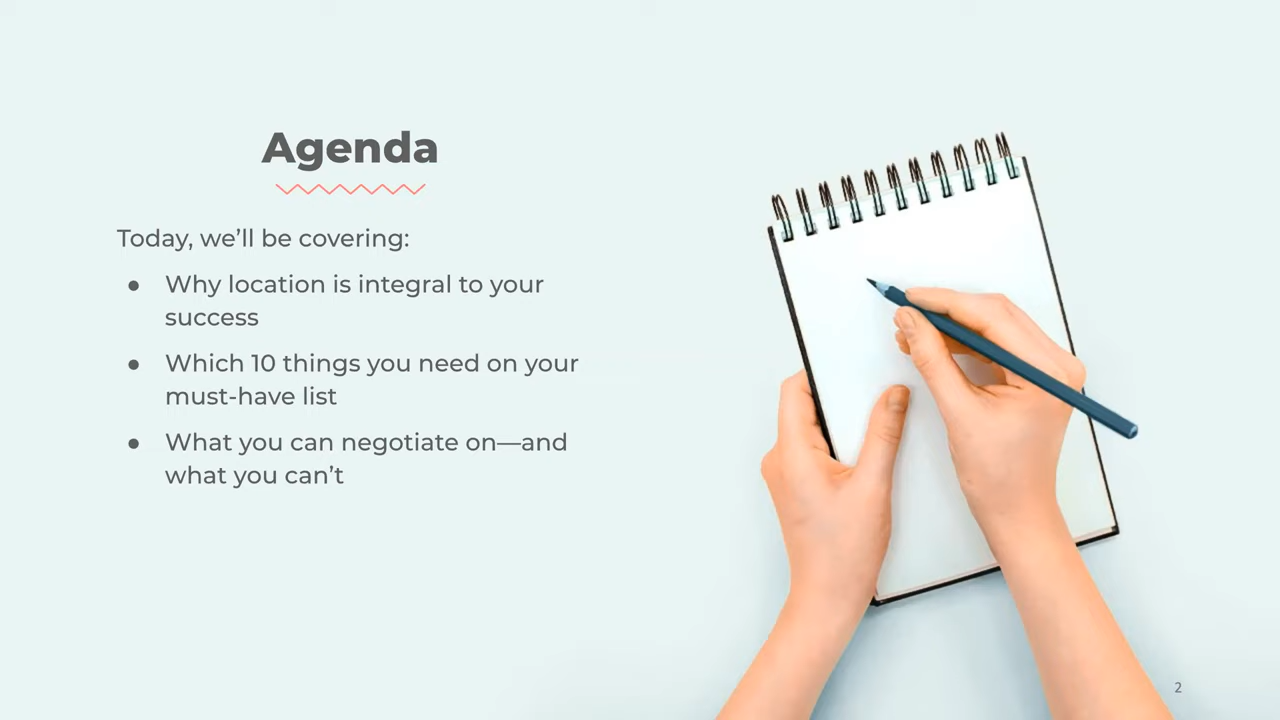 Agenda
Today, we’ll be covering:
● Why location is integral to your
success
● Which 10 things you need on your
must-have list
● What you can negotiate on—and
what you can’t
2